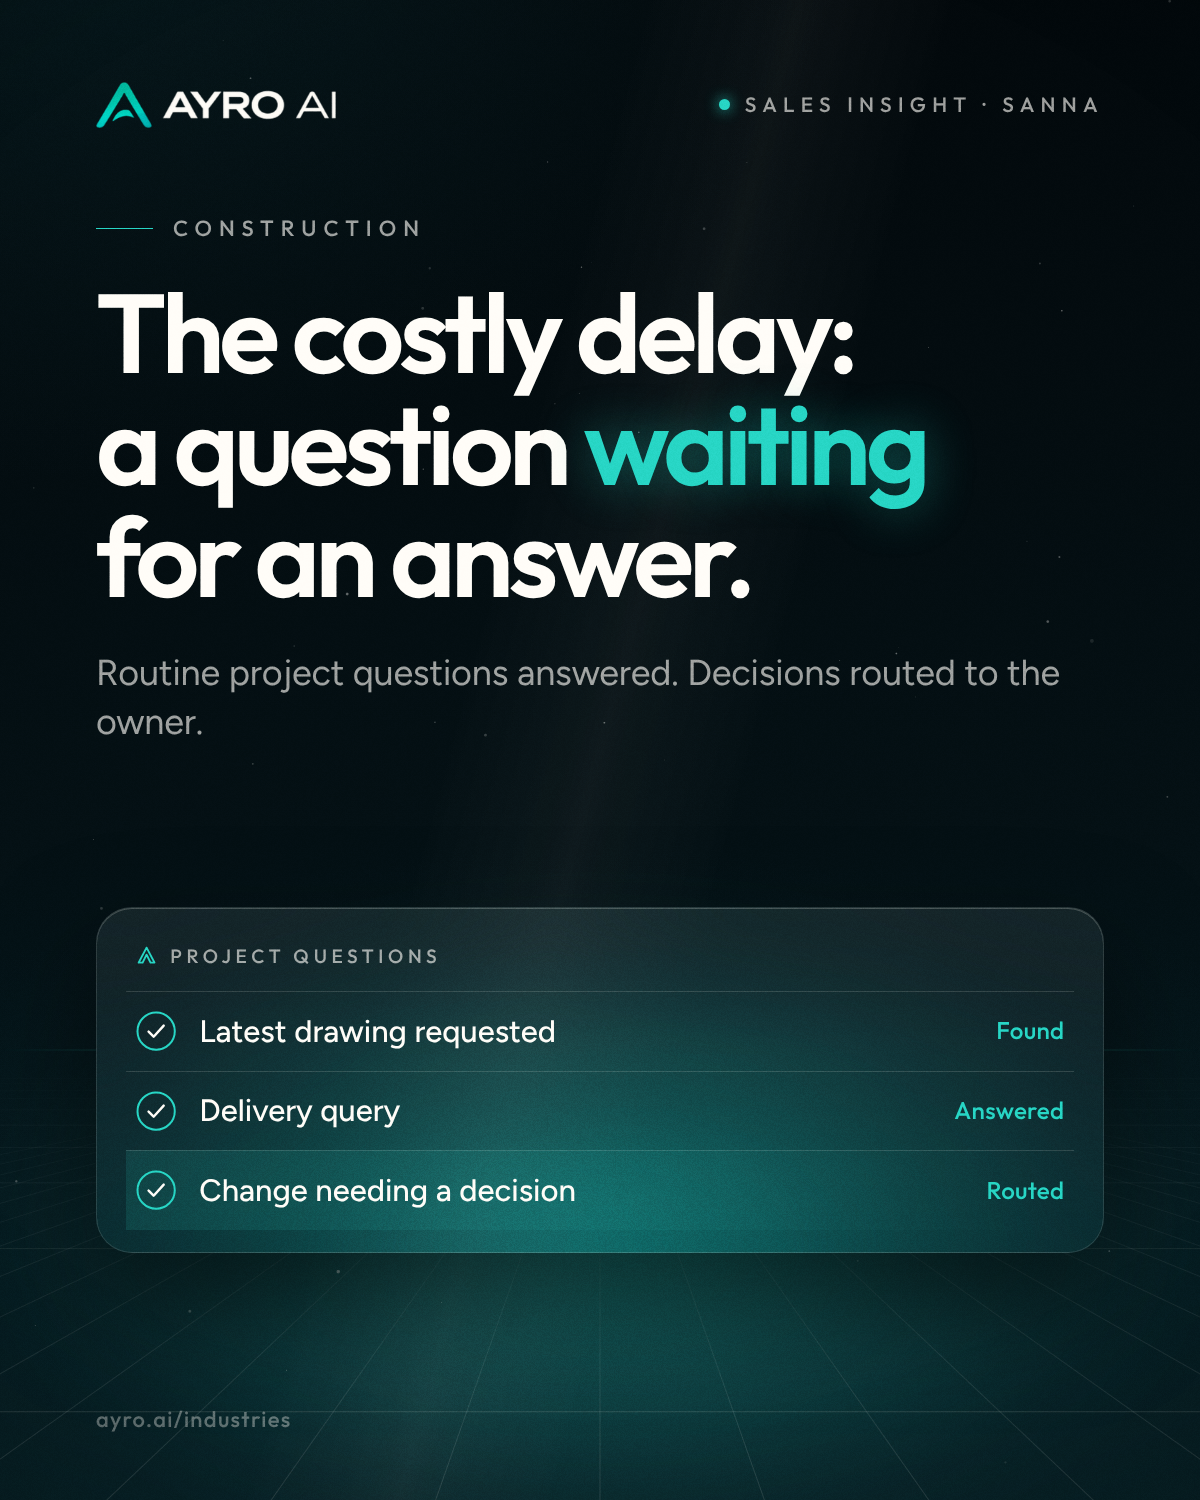 AYRO AI
SALES INSIGHT · SANNA
CONSTRUCTION
The costly delay:
a question waiting
for an answer.
Routine project questions answered. Decisions routed to the
owner.
PROJECT QUESTIONS
Latest drawing requested
Found
Delivery query
Answered
Change needing a decision
Routed
ayro.ai/industries